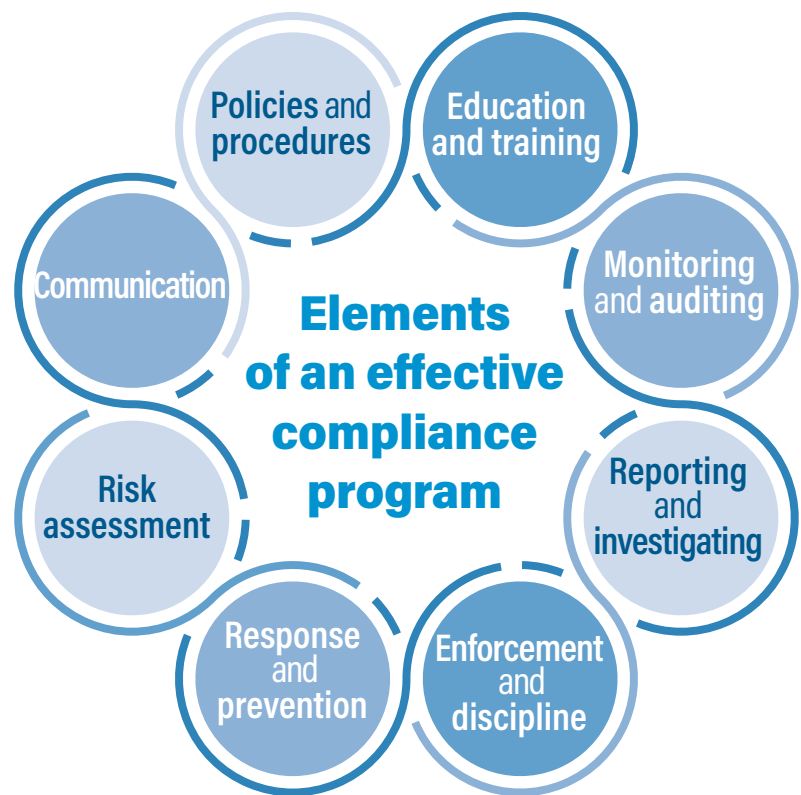 Policies and
procedures
Education
and training
Monitoring
and auditing
Reporting
and
investigating
Enforcement
and
discipline
Response
and
prevention
Risk
assessment
Communication
Elements
of an effective
compliance
program